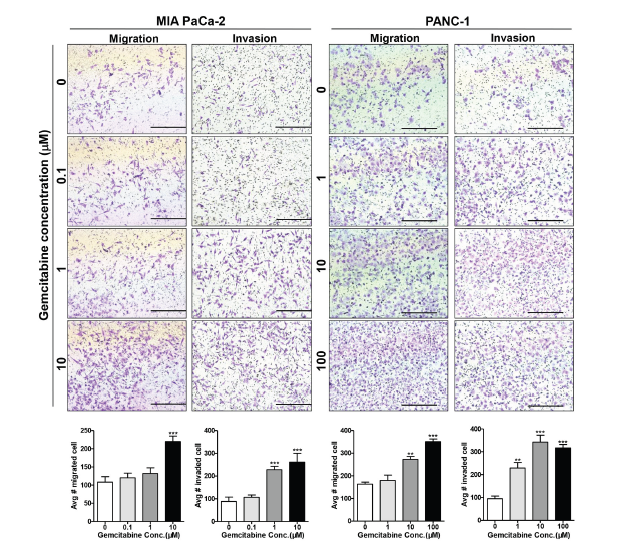 MIA PaCa-2 PANC-1
Migration Invasion Migration Invasion
Gemcitabine concentration (μM)
0 0
0.1 1
1 10
10 100
Avg # migrated cell
250
200
150
100
50
0
***
0 0.1 1 10
Gemcitabine Conc.(μM)
Avg # invaded cell
400
300
200
100
0
*** ***
0 0.1 1 10
Gemcitabine Conc.(μM)
Avg # migrated cell
400
300
200
100
0
** ***
0 1 10 100
Gemcitabine Conc.(μM)
Avg # invaded cell
400
300
200
100
0
** *** ***
0 1 10 100
Gemcitabine Conc.(μM)